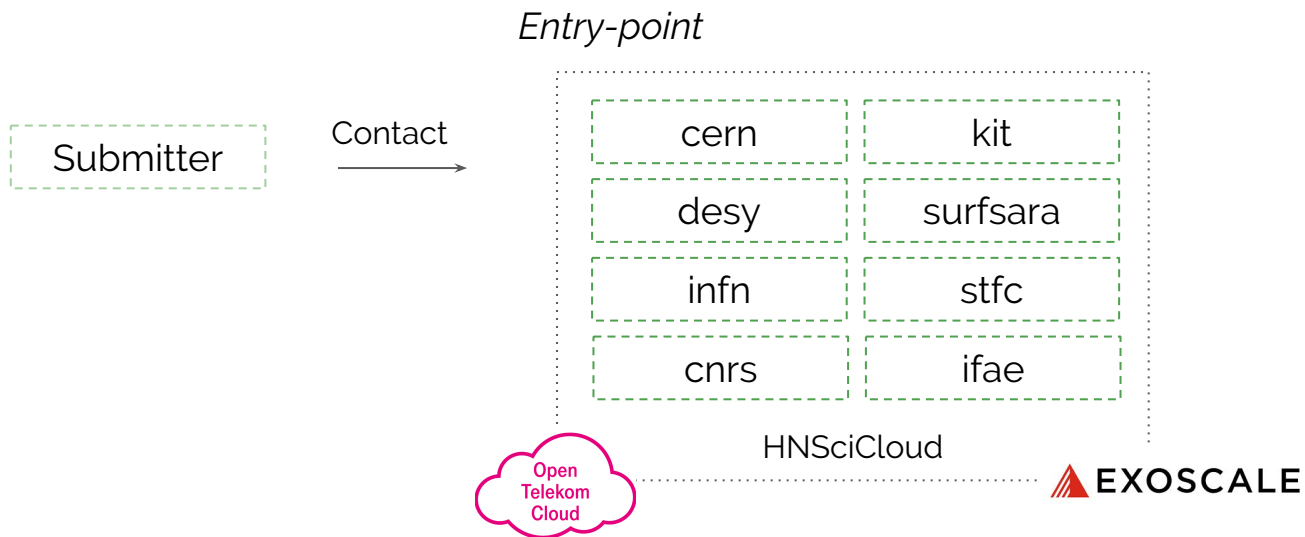 Entry-point
Submitter
Contact
cern
kit
desy
surfsara
infn
stfc
cnrs
ifae
HNSciCloud
Open
Telekom
Cloud
EXOSCALE